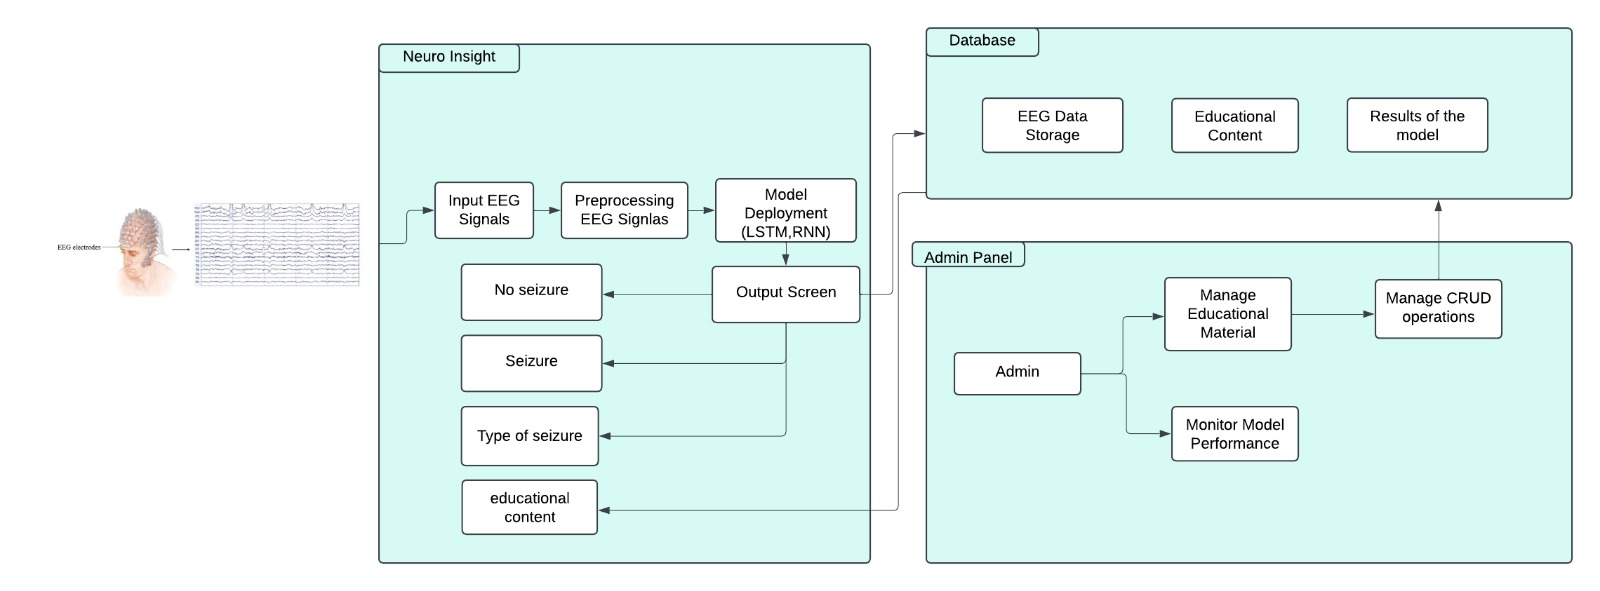 EEG electrodes
Neuro Insight
Input EEG
Signals
Preprocessing
EEG Signlas
Model
Deployment
(LSTM,RNN)
No seizure
Output Screen
Seizure
Type of seizure
educational
content
Database
EEG Data
Storage
Educational
Content
Results of the
model
Admin Panel
Admin
Manage
Educational
Material
Manage CRUD
operations
Monitor Model
Performance